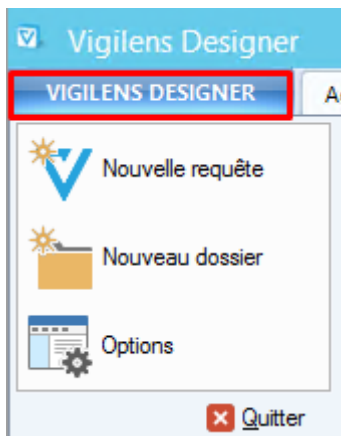 Vigilens Designer
VIGILENS DESIGNER
Nouvelle requête
Nouveau dossier
Options
Quitter